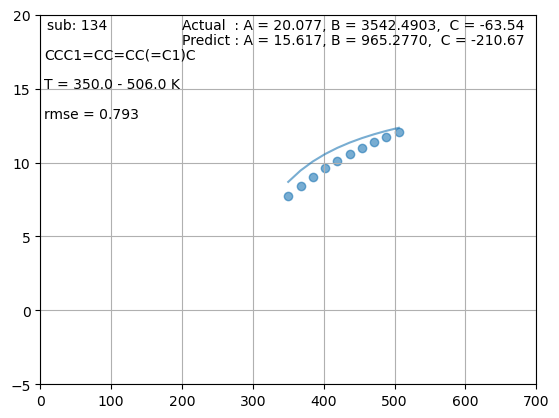 sub: 134
Actual : A = 20.077, B = 3542.4903, C = -63.54
Predict : A = 15.617, B = 965.2770, C = -210.67
CCC1=CC=CC(=C1)C
T = 350.0 - 506.0 K
rmse = 0.793
20
15
10
5
0
−5
0 100 200 300 400 500 600 700